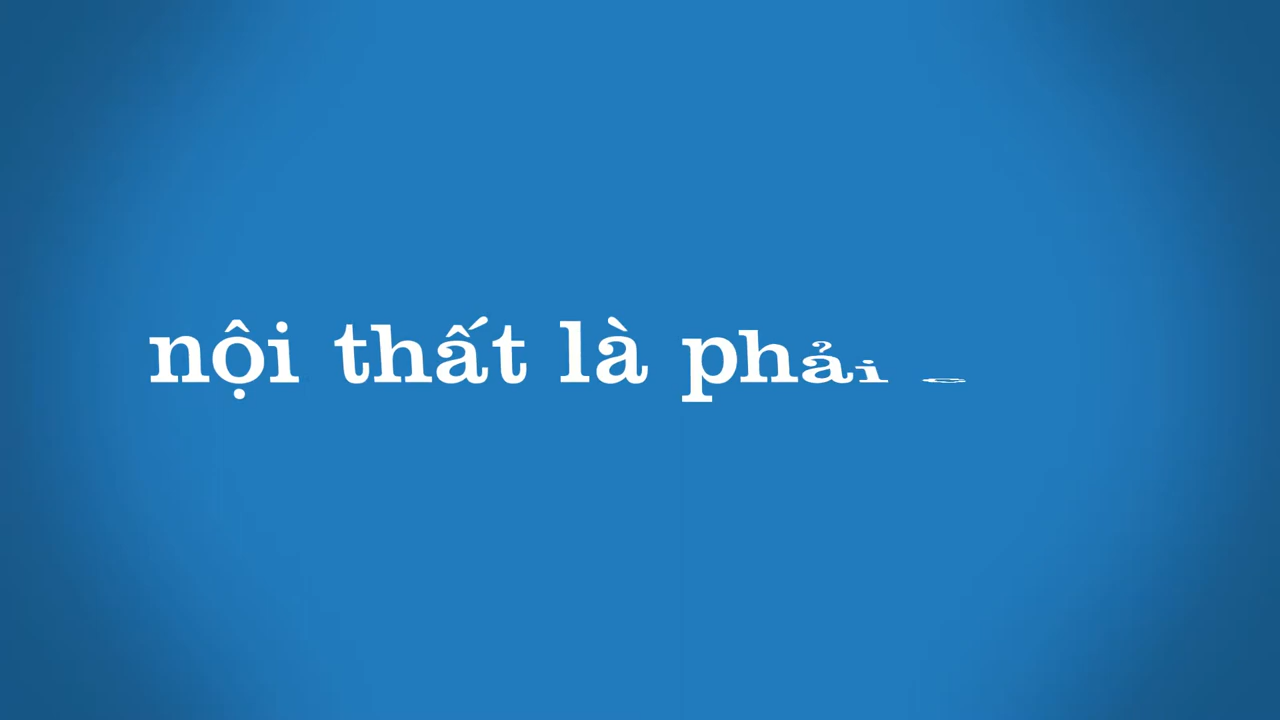 nội thất là phải